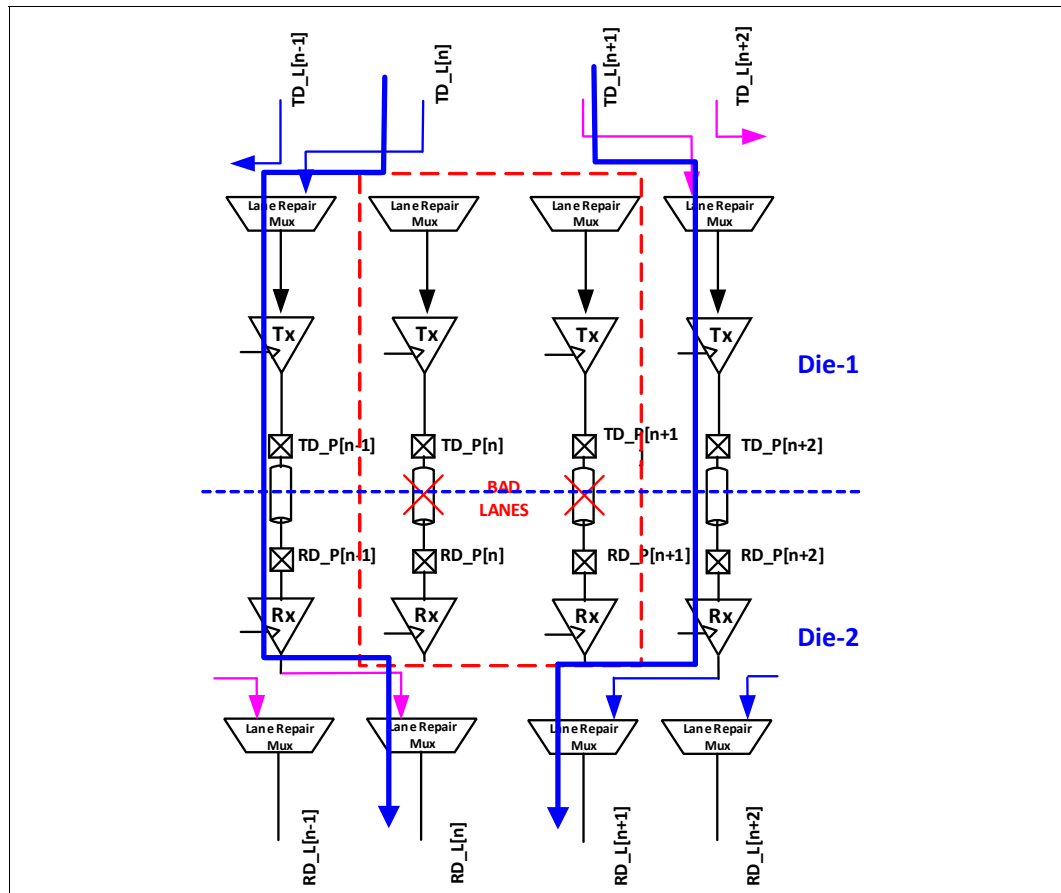 TD_L[n-1]
TD_L[n]
TD_L[n+1]
TD_L[n+2]
Lane Repair
Mux
Lane Repair
Mux
Lane Repair
Mux
Lane Repair
Mux
Tx
Tx
Tx
Tx
Die-1
TD_P[n-1]
TD_P[n]
TD_P[n+1
]
TD_P[n+2]
BAD
LANES
RD_P[n-1]
RD_P[n]
RD_P[n+1]
RD_P[n+2]
Rx
Rx
Rx
Rx
Die-2
Lane Repair
Mux
Lane Repair
Mux
Lane Repair
Mux
Lane Repair
Mux
RD_L[n-1]
RD_L[n]
RD_L[n+1]
RD_L[n+2]